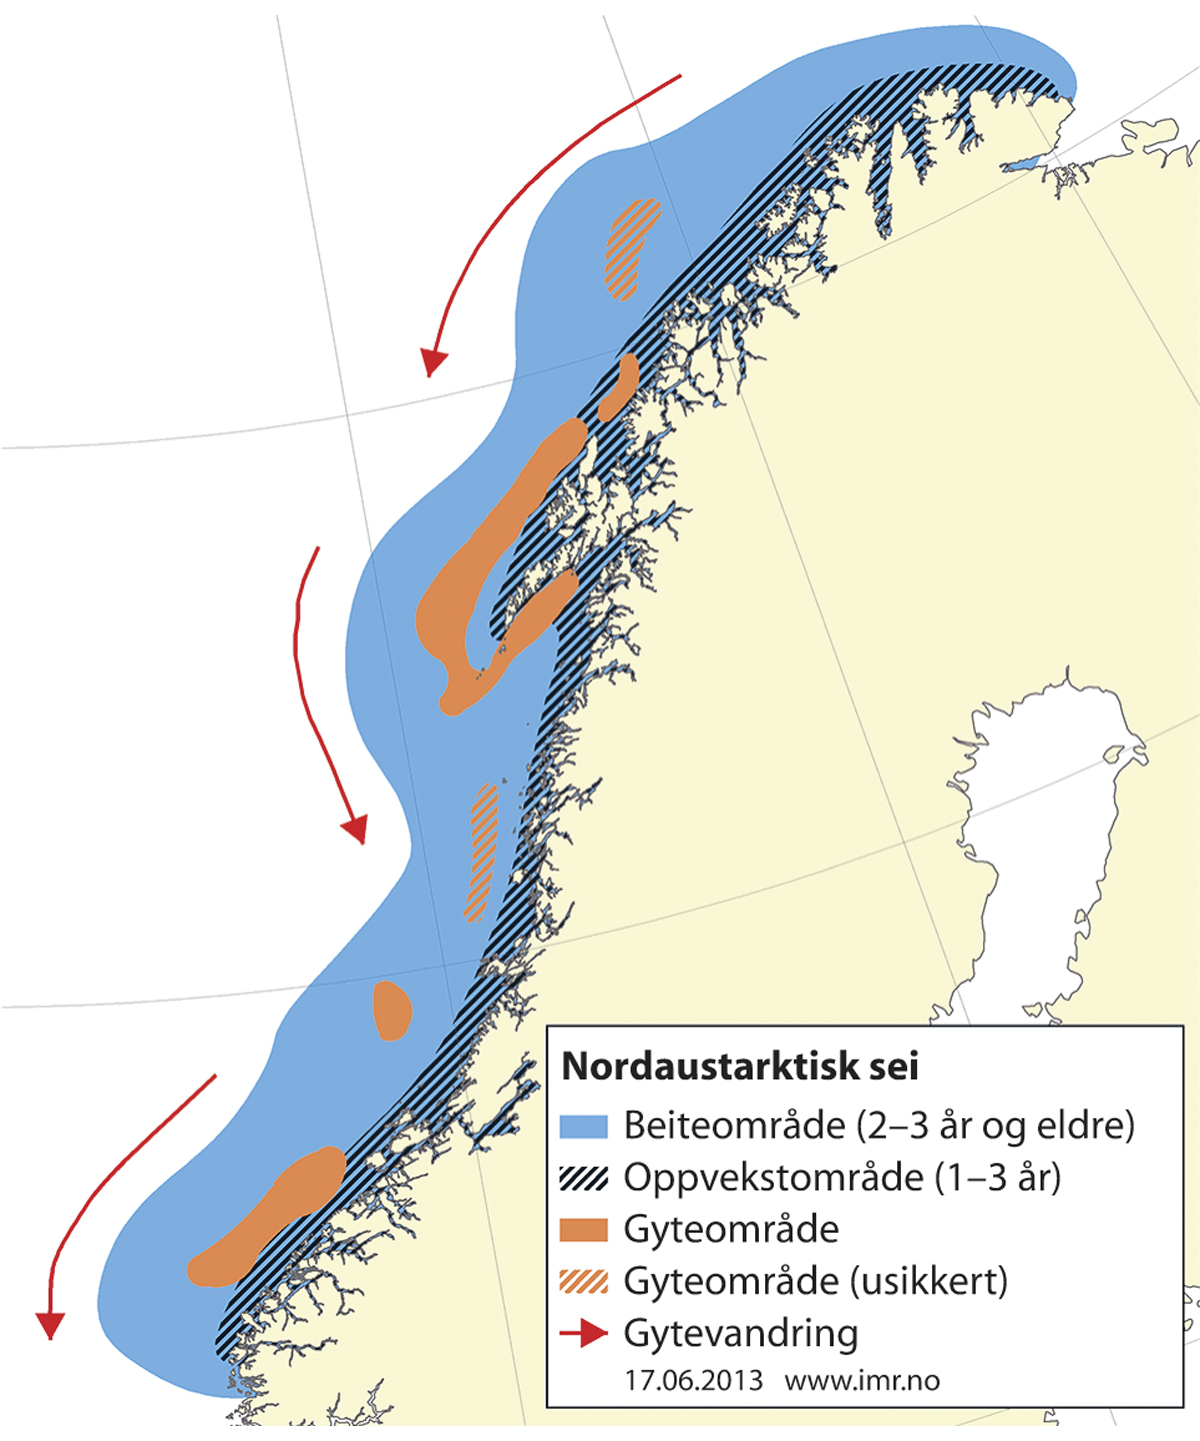 Nordaustarktisk sei
Beiteområde (2–3 år og eldre)
Oppvekstområde (1–3 år)
Gyteområde
Gyteområde (usikkert)
Gytevandring
17.06.2013 www.imr.no